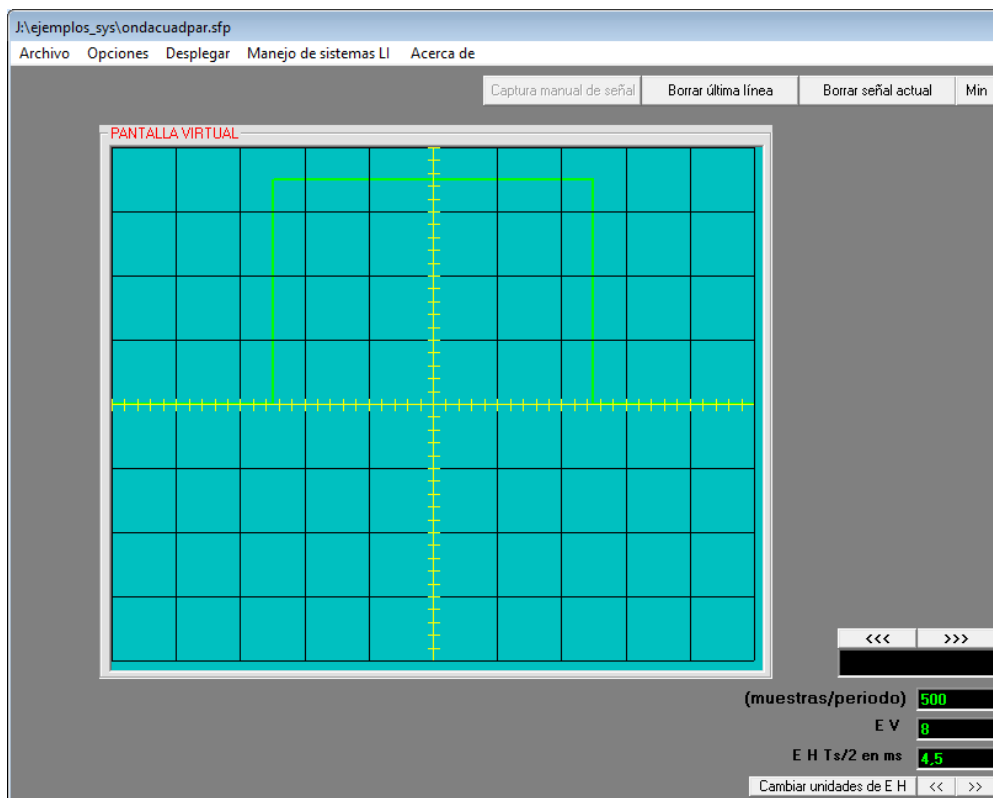 J:\ejemplos_sys\ondacuadpar.sfp
Archivo Opciones Desplegar Manejo de sistemas LI Acerca de
Captura manual de señal Borrar última línea Borrar señal actual Min
PANTALLA VIRTUAL
<<< >>>
(muestras/periodo) 500
E V 8
E H Ts/2 en ms 4,5
Cambiar unidades de E H << >>